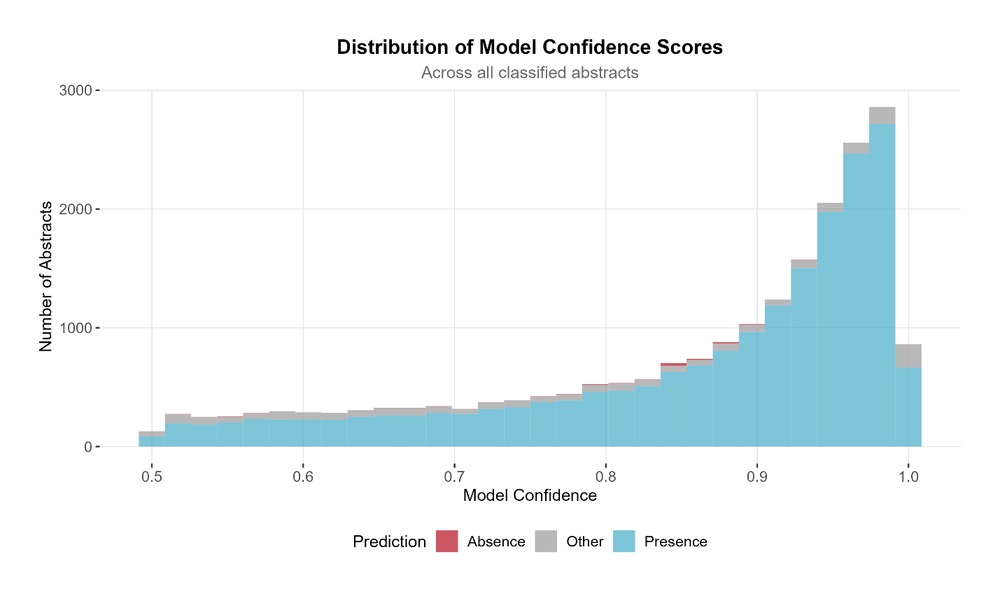 Distribution of Model Confidence Scores
Across all classified abstracts
Number of Abstracts
3000
2000
1000
0
0.5 0.6 0.7 0.8 0.9 1.0
Model Confidence
Prediction Absence Other Presence